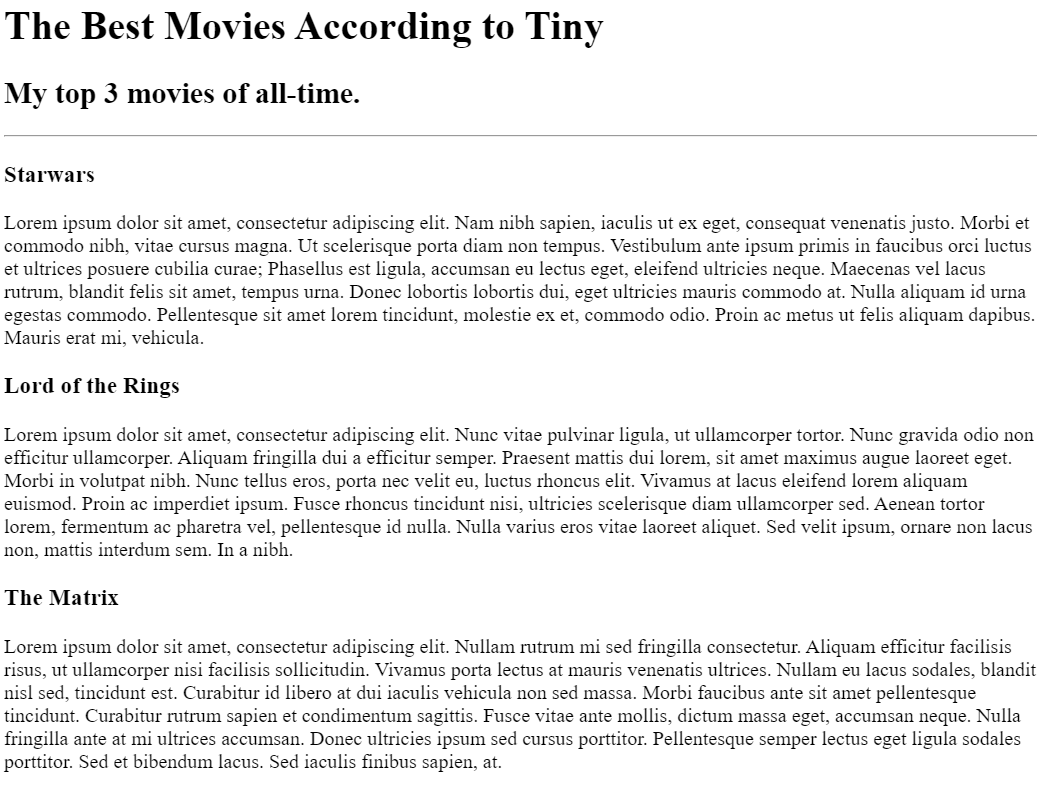 The Best Movies According to Tiny
My top 3 movies of all-time.
Starwars
Lorem ipsum dolor sit amet, consectetur adipiscing elit. Nam nibh sapien, iaculis ut ex eget, consequat venenatis justo. Morbi et
commodo nibh, vitae cursus magna. Ut scelerisque porta diam non tempus. Vestibulum ante ipsum primis in faucibus orci luctus
et ultrices posuere cubilia curae; Phasellus est ligula, accumsan eu lectus eget, eleifend ultricies neque. Maecenas vel lacus
rutrum, blandit felis sit amet, tempus urna. Donec lobortis lobortis dui, eget ultricies mauris commodo at. Nulla aliquam id urna
egestas commodo. Pellentesque sit amet lorem tincidunt, molestie ex et, commodo odio. Proin ac metus ut felis aliquam dapibus.
Mauris erat mi, vehicula.
Lord of the Rings
Lorem ipsum dolor sit amet, consectetur adipiscing elit. Nunc vitae pulvinar ligula, ut ullamcorper tortor. Nunc gravida odio non
efficitur ullamcorper. Aliquam fringilla dui a efficitur semper. Praesent mattis dui lorem, sit amet maximus augue laoreet eget.
Morbi in volutpat nibh. Nunc tellus eros, porta nec velit eu, luctus rhoncus elit. Vivamus at lacus eleifend lorem aliquam
euismod. Proin ac imperdiet ipsum. Fusce rhoncus tincidunt nisi, ultricies scelerisque diam ullamcorper sed. Aenean tortor
lorem, fermentum ac pharetra vel, pellentesque id nulla. Nulla varius eros vitae laoreet aliquet. Sed velit ipsum, ornare non lacus
non, mattis interdum sem. In a nibh.
The Matrix
Lorem ipsum dolor sit amet, consectetur adipiscing elit. Nullam rutrum mi sed fringilla consectetur. Aliquam efficitur facilisis
risus, ut ullamcorper nisi facilisis sollicitudin. Vivamus porta lectus at mauris venenatis ultrices. Nullam eu lacus sodales, blandit
nisl sed, tincidunt est. Curabitur id libero at dui iaculis vehicula non sed massa. Morbi faucibus ante sit amet pellentesque
tincidunt. Curabitur rutrum sapien et condimentum sagittis. Fusce vitae ante mollis, dictum massa eget, accumsan neque. Nulla
fringilla ante at mi ultrices accumsan. Donec ultricies ipsum sed cursus porttitor. Pellentesque semper lectus eget ligula sodales
porttitor. Sed et bibendum lacus. Sed iaculis finibus sapien, at.